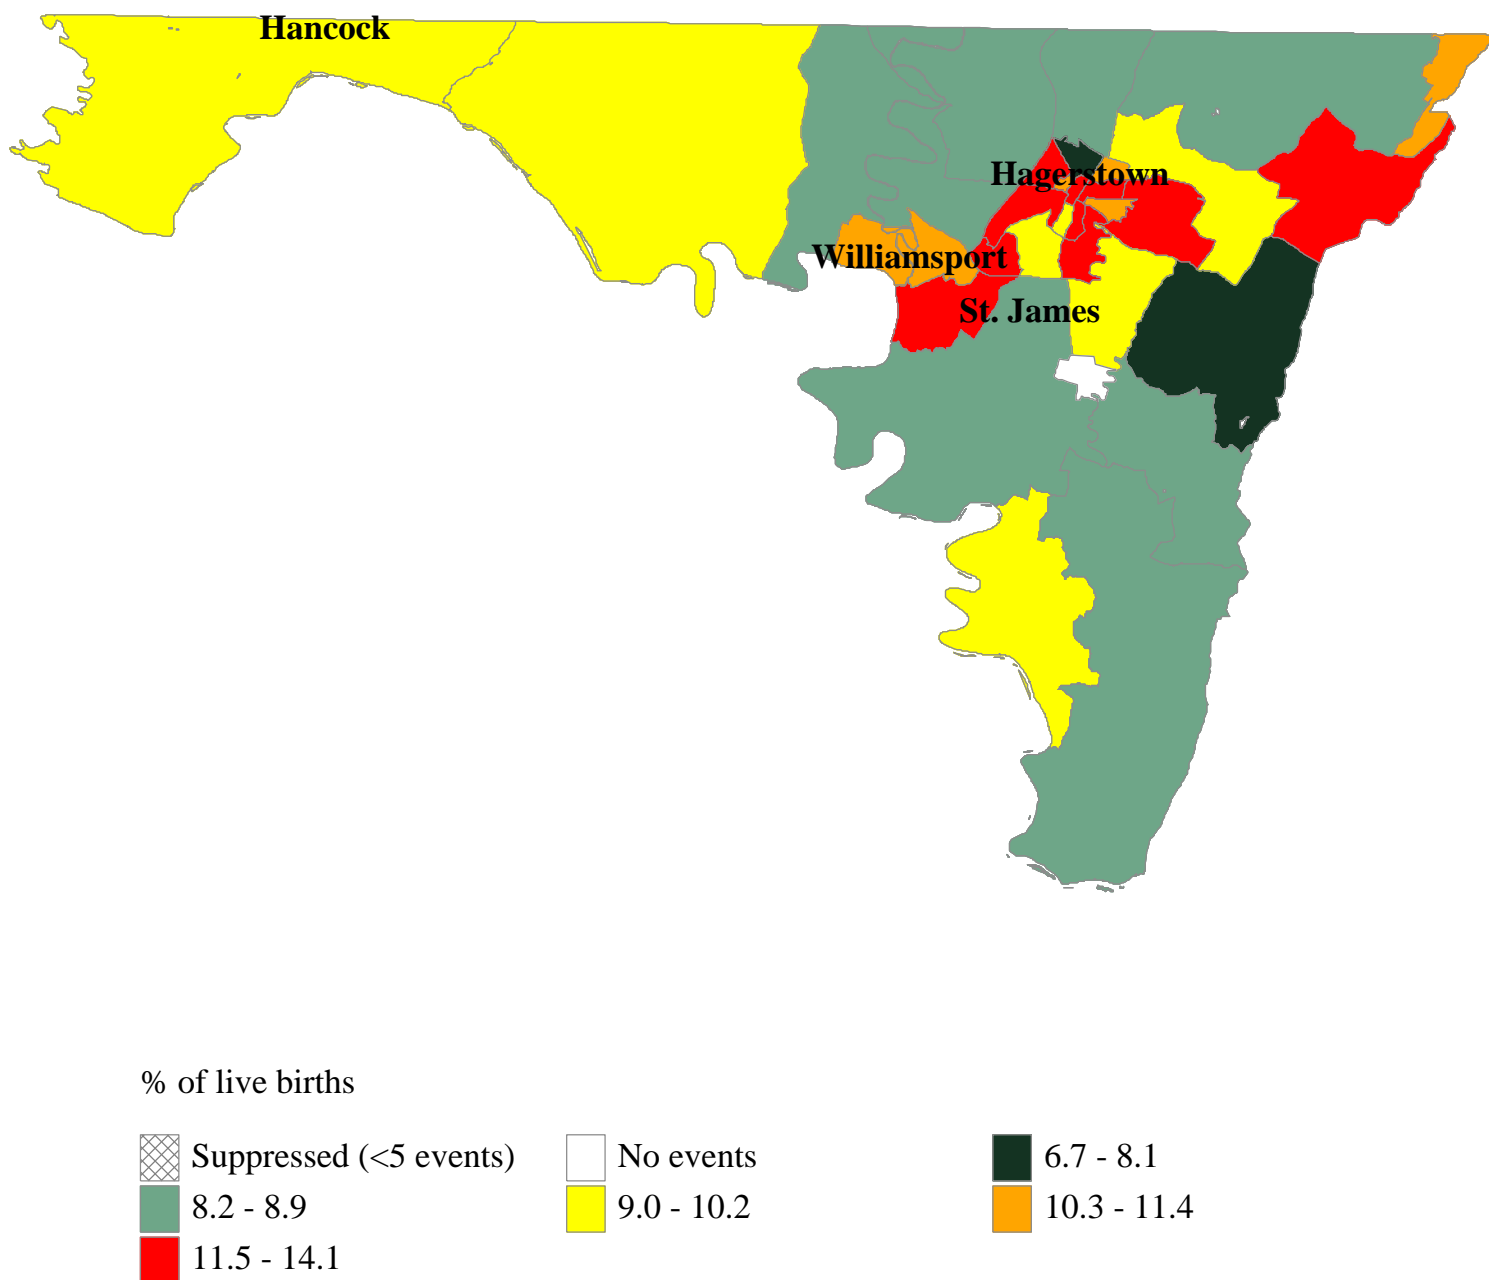 Hancock
Hagerstown
Williamsport
St. James
% of live births
Suppressed (<5 events)
No events
6.7 - 8.1
8.2 - 8.9
9.0 - 10.2
10.3 - 11.4
11.5 - 14.1